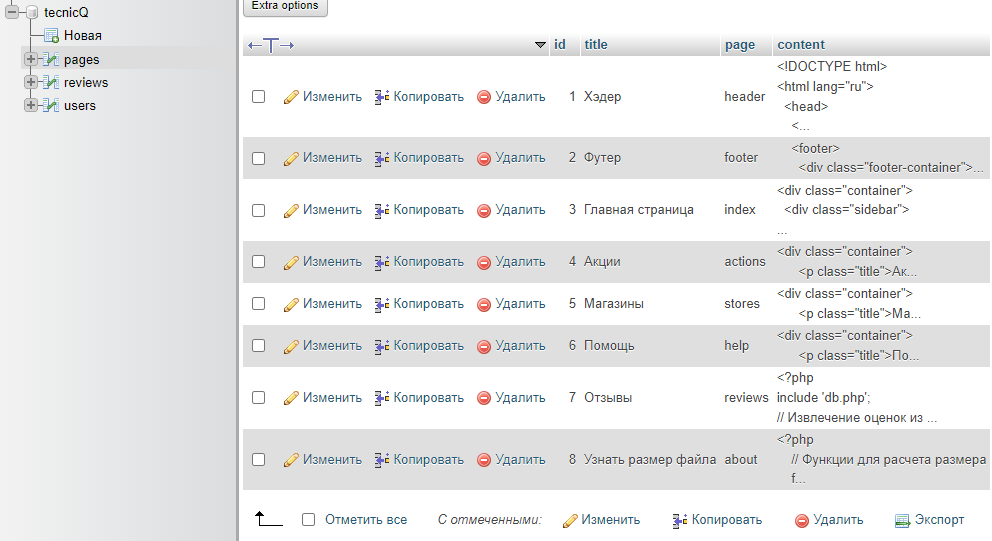 tecnicQ
Новая
pages
reviews
users
Extra options
id title page content
Изменить Копировать Удалить 1 Хэдер header <!DOCTYPE html>
<html lang="ru">
<head>
<...
Изменить Копировать Удалить 2 Футер footer <footer>
<div class="footer-container">...
Изменить Копировать Удалить 3 Главная страница index <div class="container">
<div class="sidebar">
...
Изменить Копировать Удалить 4 Акции actions <div class="container">
<p class="title">Ак...
Изменить Копировать Удалить 5 Магазины stores <div class="container">
<p class="title">Ма...
Изменить Копировать Удалить 6 Помощь help <div class="container">
<p class="title">По...
Изменить Копировать Удалить 7 Отзывы reviews <?php
include 'db.php';
// Извлечение оценок из ...
Изменить Копировать Удалить 8 Узнать размер файла about <?php
// Функции для расчета размера
f...
Отметить все С отмеченными: Изменить Копировать Удалить Экспорт